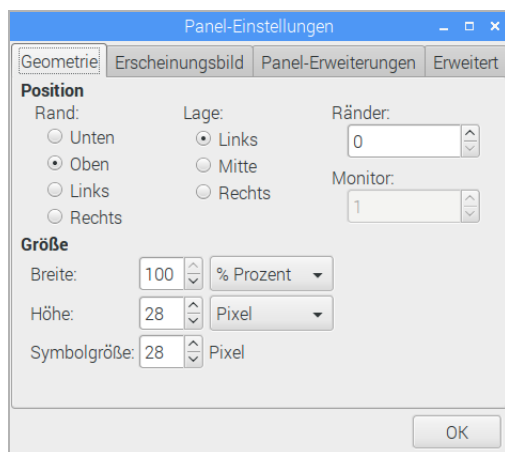 Panel-Einstellungen
Geometrie Erscheinungsbild Panel-Erweiterungen Erweitert
Position
Rand: Lage: Ränder:
Unten Links 0
Oben Mitte Monitor:
Links Rechts 1
Rechts
Größe
Breite: 100 % Prozent
Höhe: 28 Pixel
Symbolgröße: 28 Pixel
OK